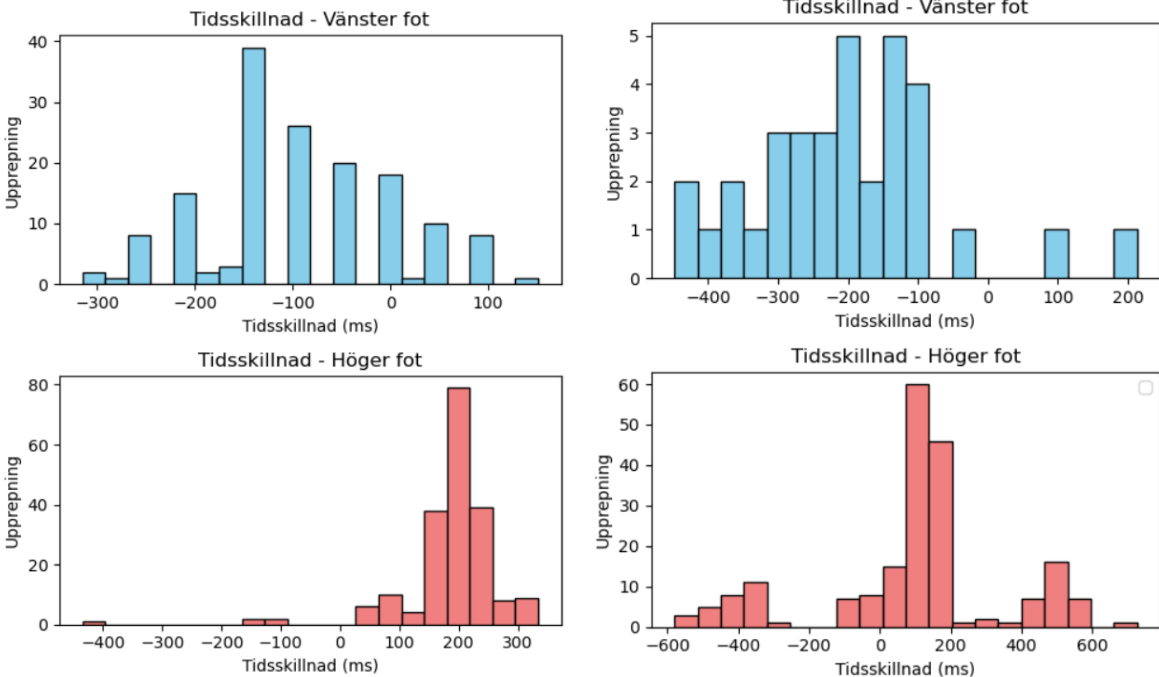 Tidsskillnad - Vänster fot
40
30
20
10
0
Upprepning
−300 −200 −100 0 100
Tidsskillnad (ms)
Tidsskillnad - Vänster fot
5
4
3
2
1
0
Upprepning
−400 −300 −200 −100 0 100 200
Tidsskillnad (ms)
Tidsskillnad - Höger fot
80
60
40
20
0
Upprepning
−400 −300 −200 −100 0 100 200 300
Tidsskillnad (ms)
Tidsskillnad - Höger fot
60
50
40
30
20
10
0
Upprepning
−600 −400 −200 0 200 400 600
Tidsskillnad (ms)